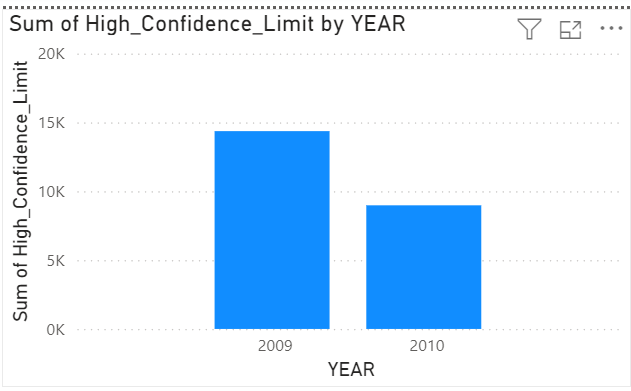 Sum of High_Confidence_Limit by YEAR
20K
15K
10K
5K
0K
Sum of High_Confidence_Limit
2009 2010
YEAR